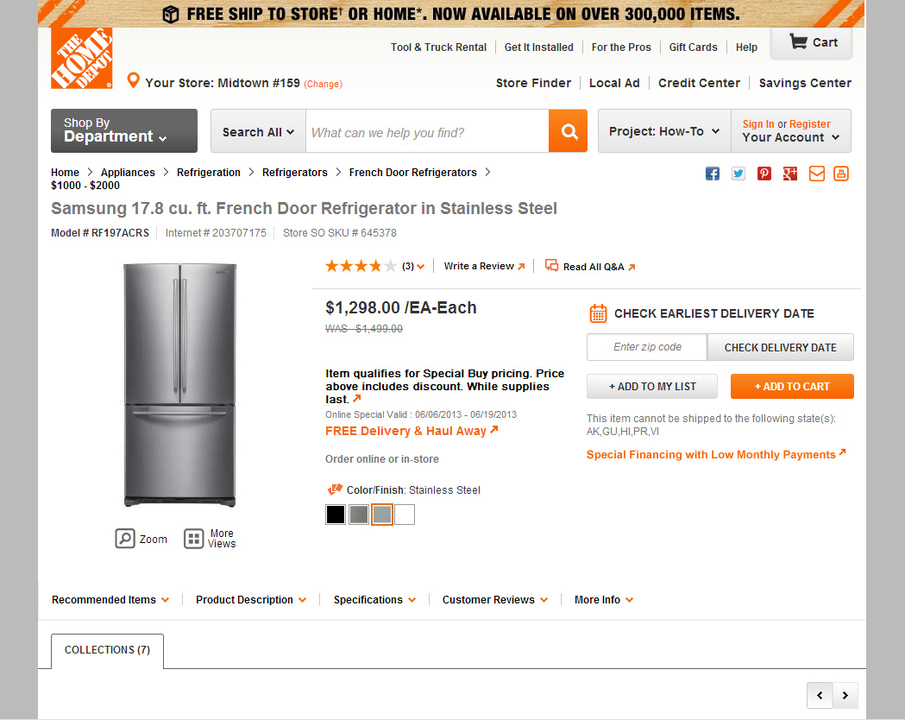 FREE SHIP TO STORE† OR HOME*. NOW AVAILABLE ON OVER 300,000 ITEMS.
THE HOME DEPOT
Tool & Truck Rental
Get It Installed
For the Pros
Gift Cards
Help
Cart
Your Store: Midtown #159 (Change)
Store Finder
Local Ad
Credit Center
Savings Center
Shop By
Department
Search All
What can we help you find?
Project: How-To
Sign In or Register
Your Account
Home > Appliances > Refrigeration > Refrigerators > French Door Refrigerators >
$1000 - $2000
Samsung 17.8 cu. ft. French Door Refrigerator in Stainless Steel
Model # RF197ACRS
Internet # 203707175
Store SO SKU # 645378
(3)
Write a Review
Read All Q&A
$1,298.00 /EA-Each
WAS $1,499.00
Item qualifies for Special Buy pricing. Price
above includes discount. While supplies
last.
Online Special Valid : 06/06/2013 - 06/19/2013
FREE Delivery & Haul Away
Order online or in-store
Color/Finish: Stainless Steel
CHECK EARLIEST DELIVERY DATE
Enter zip code
CHECK DELIVERY DATE
+ ADD TO MY LIST
+ ADD TO CART
This item cannot be shipped to the following state(s):
AK,GU,HI,PR,VI
Special Financing with Low Monthly Payments
Zoom
More
Views
Recommended Items
Product Description
Specifications
Customer Reviews
More Info
COLLECTIONS (7)